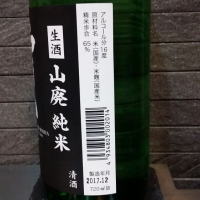 生酒
山廃純米
清酒
アルコール分16度
原材料名 米(国産)・米麹(国産米)
精米歩合 65%
4934803002014
製造年月
2017.12
720ml詰